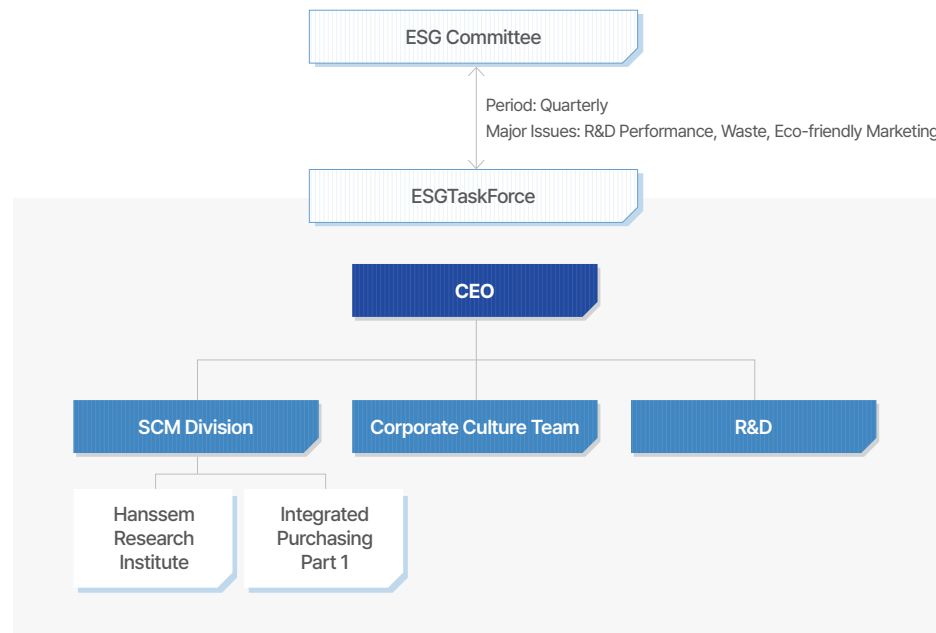 ESG Committee
Period: Quarterly
Major Issues: R&D Performance, Waste, Eco-friendly Marketing
ESGTaskForce
CEO
SCM Division
Corporate Culture Team
R&D
Hanssem
Research
Institute
Integrated
Purchasing
Part 1